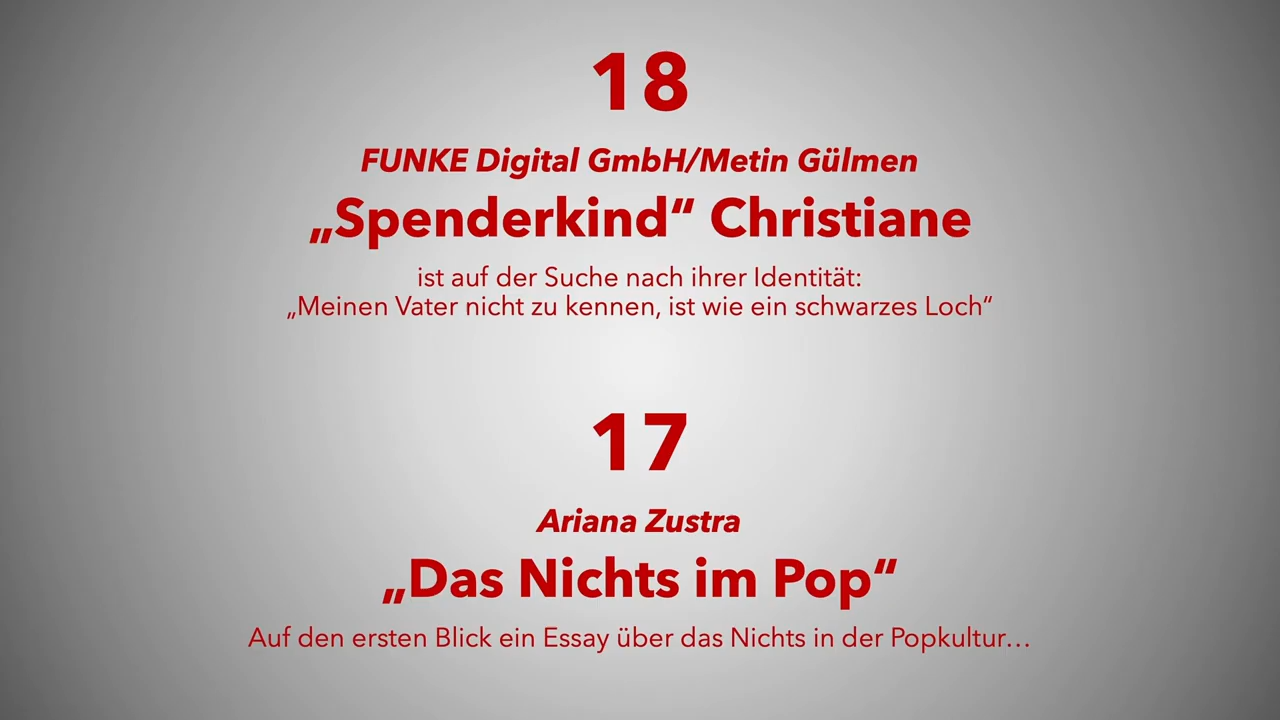 18
FUNKE Digital GmbH/Metin Gülmen
„Spenderkind“ Christiane
ist auf der Suche nach ihrer Identität:
„Meinen Vater nicht zu kennen, ist wie ein schwarzes Loch“
17
Ariana Zustra
„Das Nichts im Pop“
Auf den ersten Blick ein Essay über das Nichts in der Popkultur…